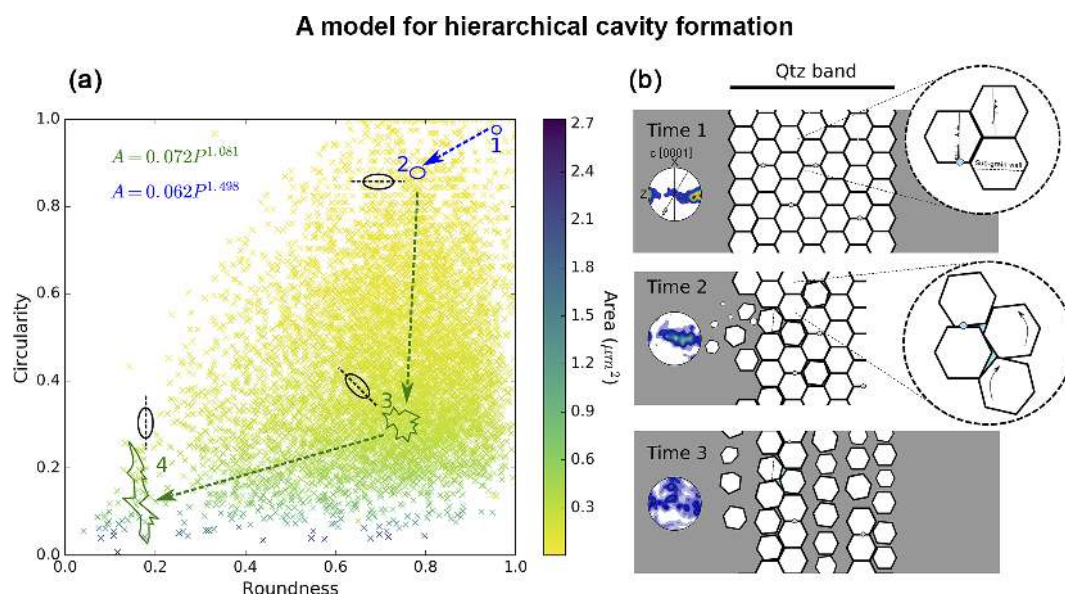 A model for hierarchical cavity formation
(a)
A = 0.072P^1.081
A = 0.062P^1.498
1
2
3
4
Circularity
1.0
0.8
0.6
0.4
0.2
0.0
0.0 0.2 0.4 0.6 0.8 1.0
Roundness
2.7
2.4
2.1
1.8
1.5
1.2
0.9
0.6
0.3
Area (μm²)
(b)
Qtz band
Time 1
c [0001]
X
Z
Sub-grain wall
Time 2
Time 3